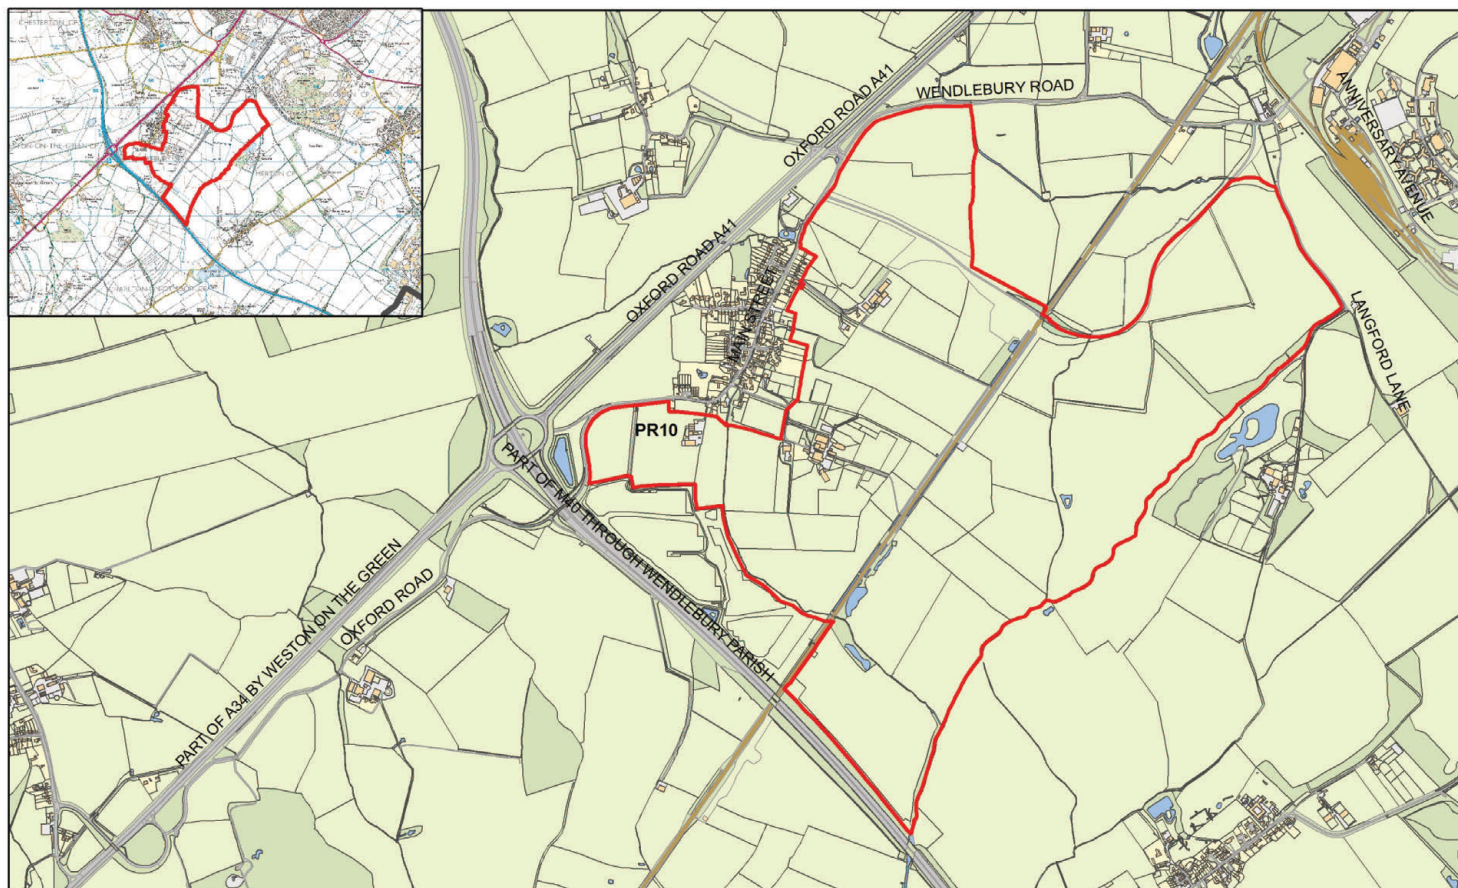 WENDLEBURY ROAD
OXFORD ROAD A41
ANNIVERSARY AVENUE
OXFORD ROAD A41
MAIN STREET
LANGFORD LANE
PR10
PART OF M40 THROUGH WENDLEBURY PARISH
PART OF A34 BY WESTON ON THE GREEN
OXFORD ROAD